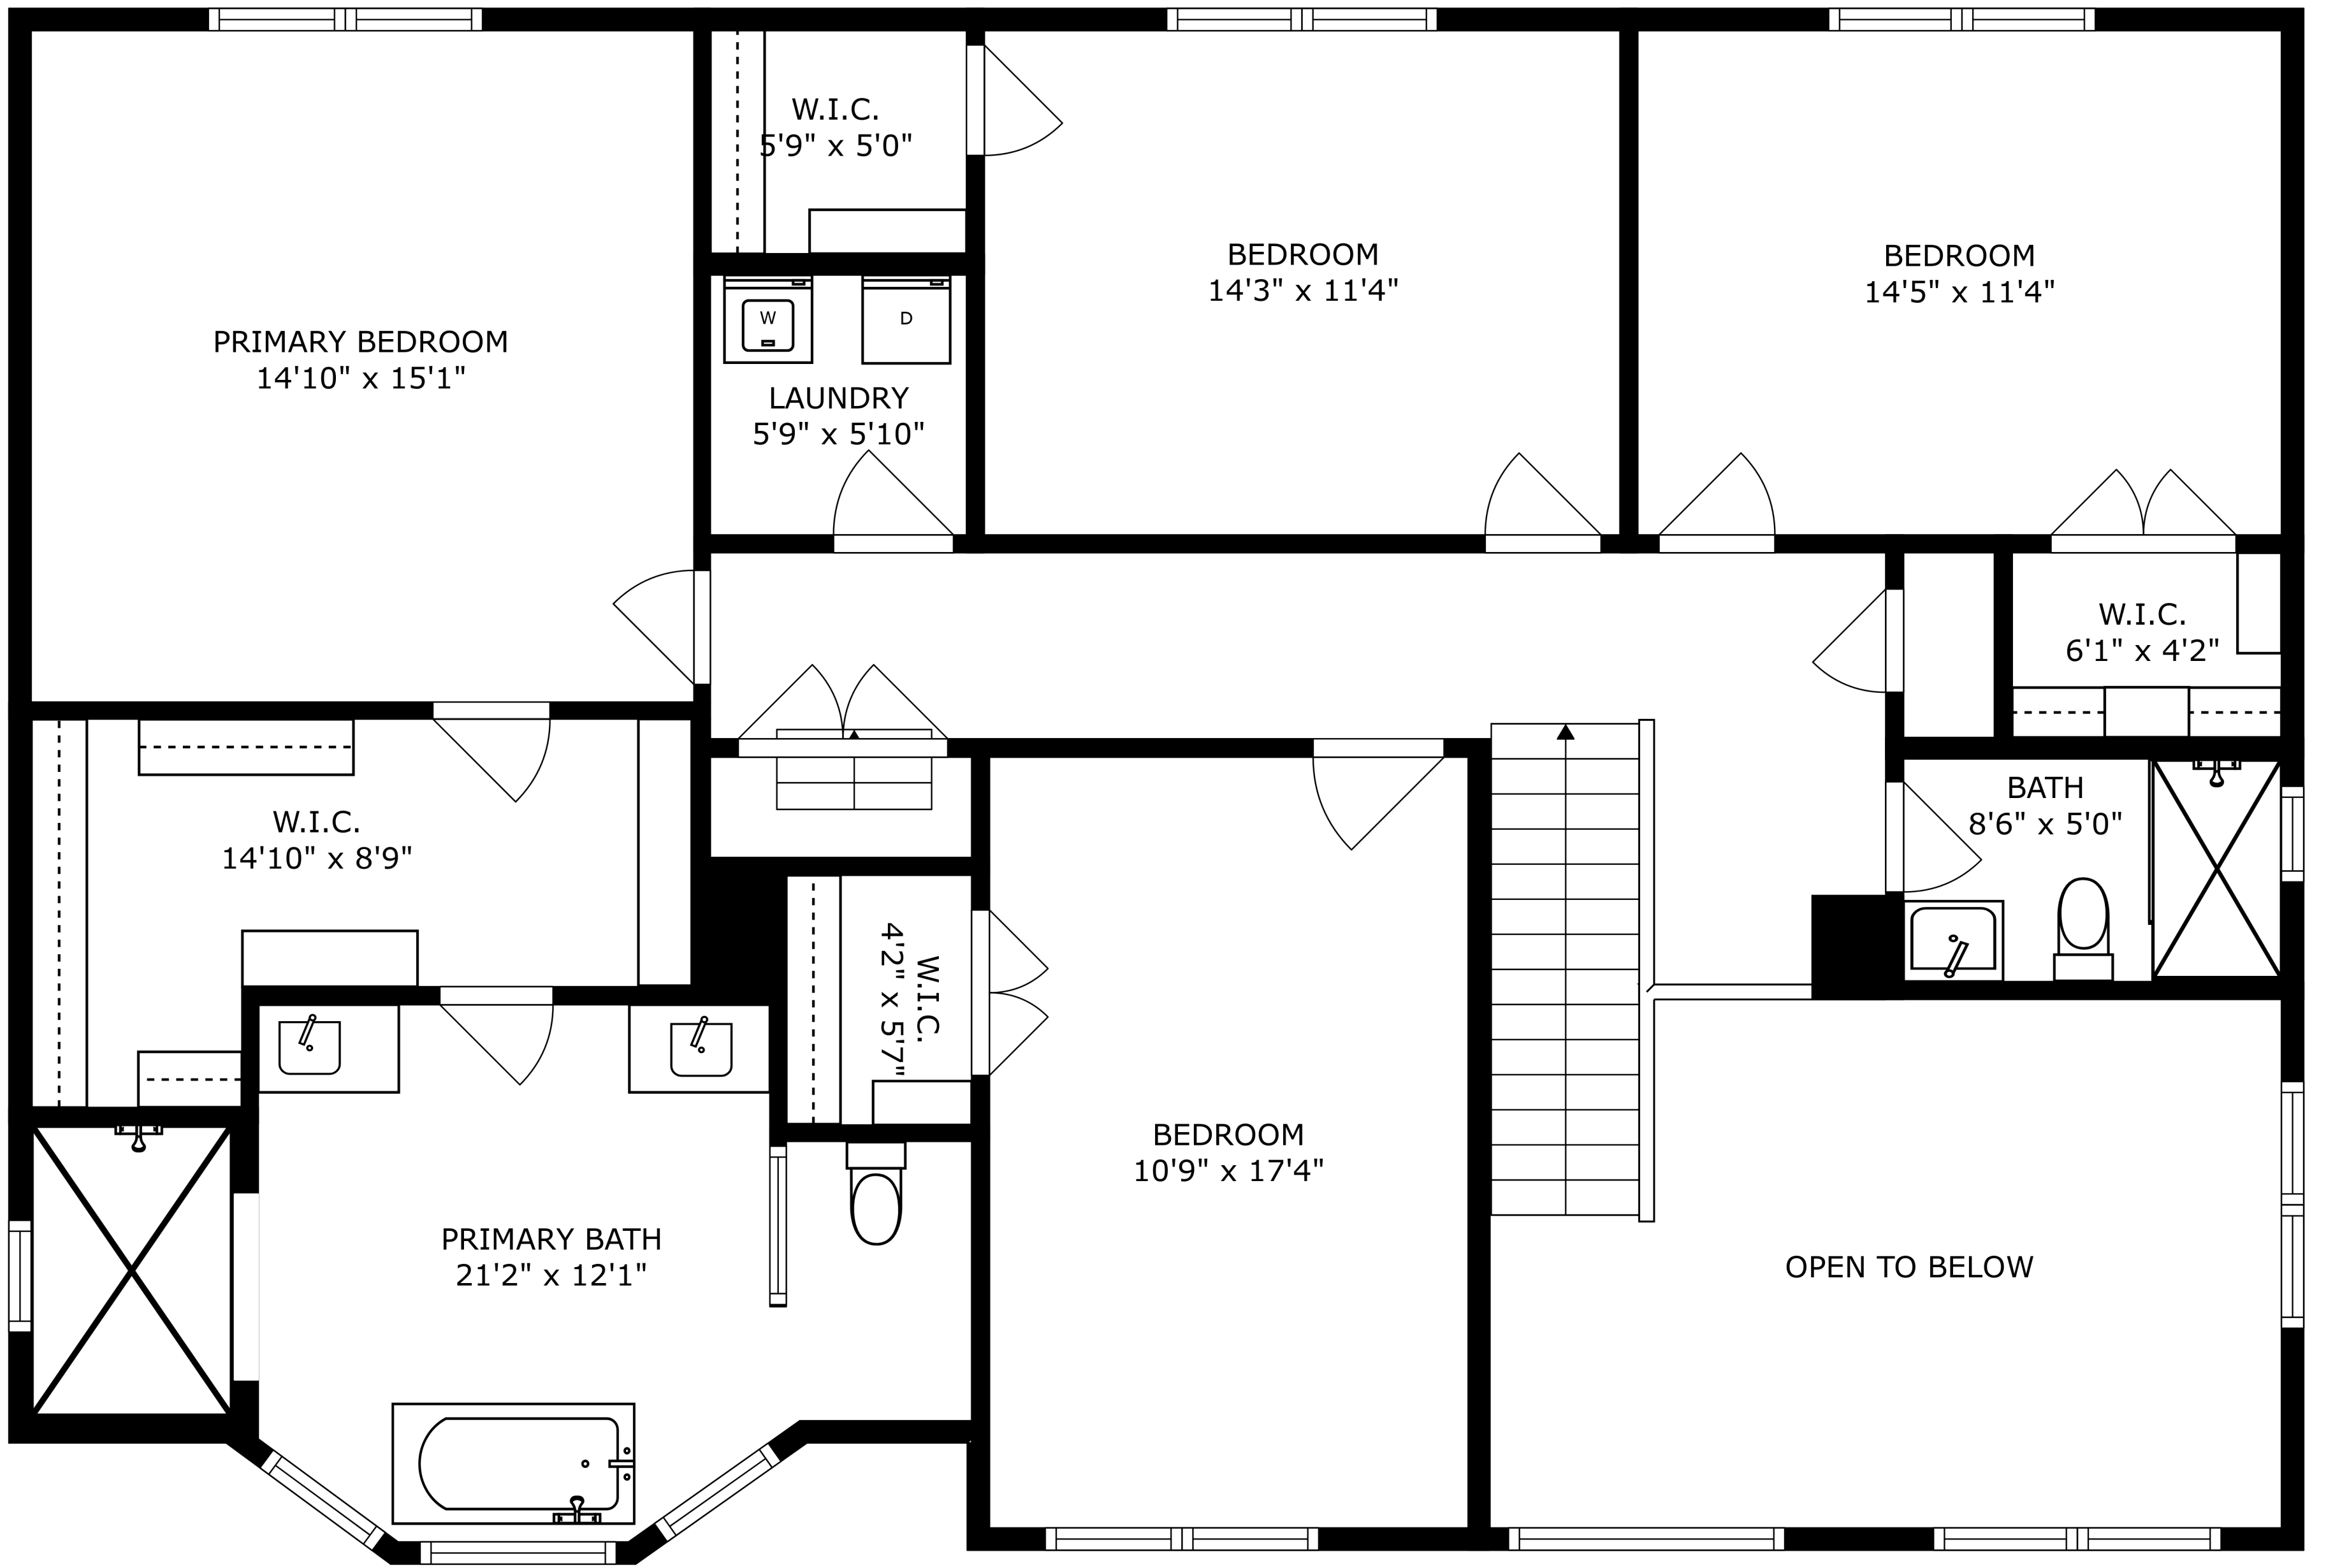 W.I.C.
5'9" x 5'0"
BEDROOM
14'3" x 11'4"
BEDROOM
14'5" x 11'4"
PRIMARY BEDROOM
14'10" x 15'1"
W
D
LAUNDRY
5'9" x 5'10"
W.I.C.
6'1" x 4'2"
W.I.C.
14'10" x 8'9"
BATH
8'6" x 5'0"
W.I.C.
4'2" x 5'7"
BEDROOM
10'9" x 17'4"
PRIMARY BATH
21'2" x 12'1"
OPEN TO BELOW